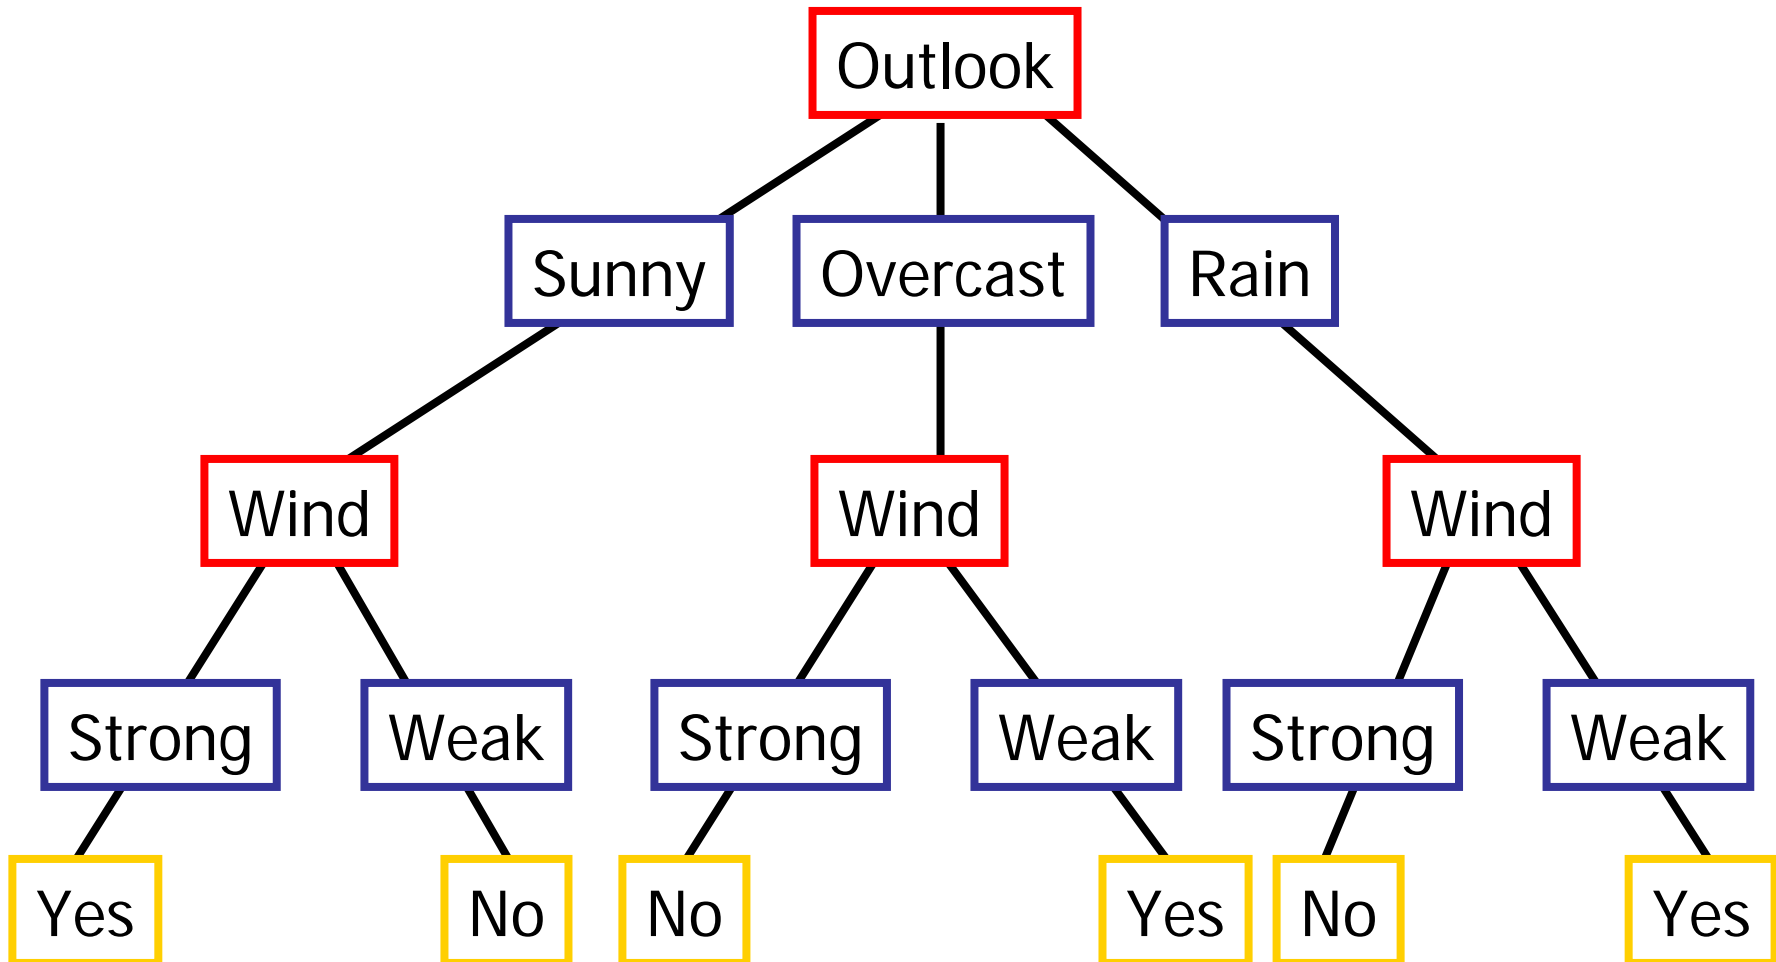 Outlook
Sunny Overcast Rain
Wind Wind Wind
Strong Weak Strong Weak Strong Weak
Yes No No Yes No Yes